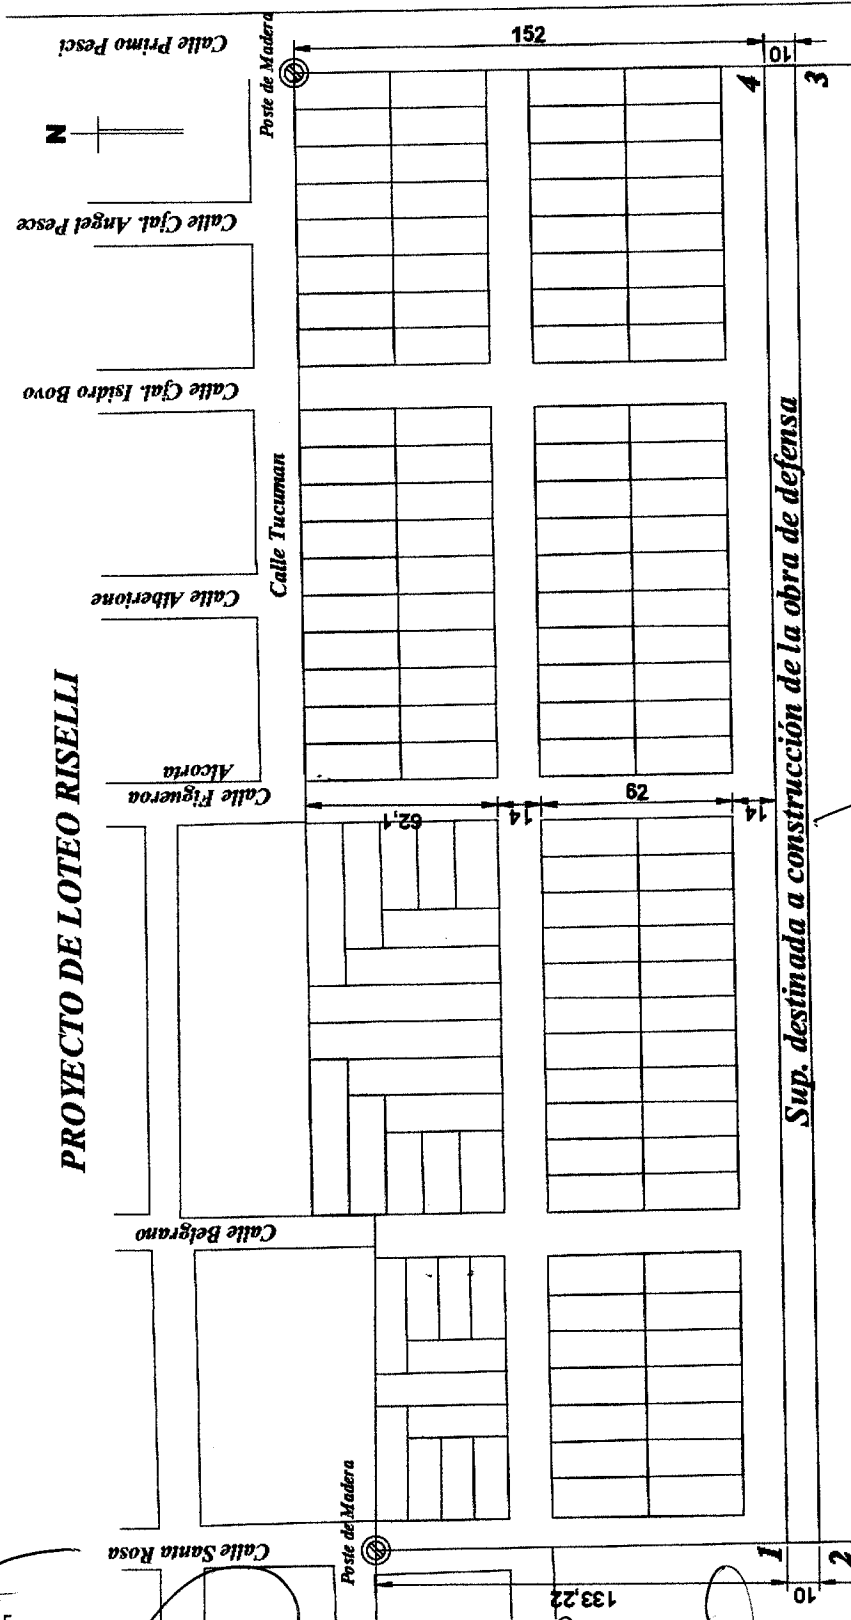 PROYECTO DE LOTEO RISELLI
N
Calle Primo Pesci
Calle Cjal. Angel Pesce
Calle Cjal. Isidro Bovo
Calle Alberione
Calle Figueroa
Alcorta
Calle Belgrano
Calle Santa Rosa
Calle Tucuman
Poste de Madera
Poste de Madera
152
10
4
3
62,1
14
62
14
133,22
10
1
2
Sup. destinada a construcción de la obra de defensa